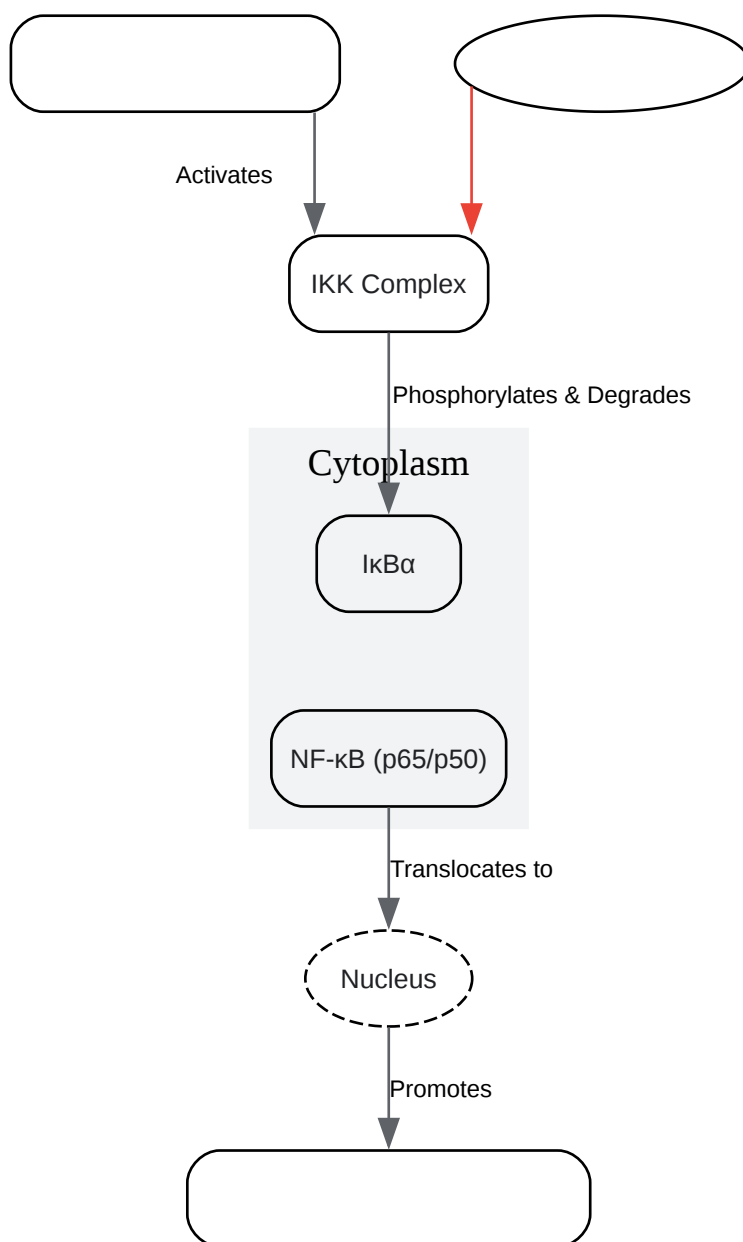 Activates
IKK Complex
Phosphorylates & Degrades
Cytoplasm
IκBα
NF-κB (p65/p50)
Translocates to
Nucleus
Promotes